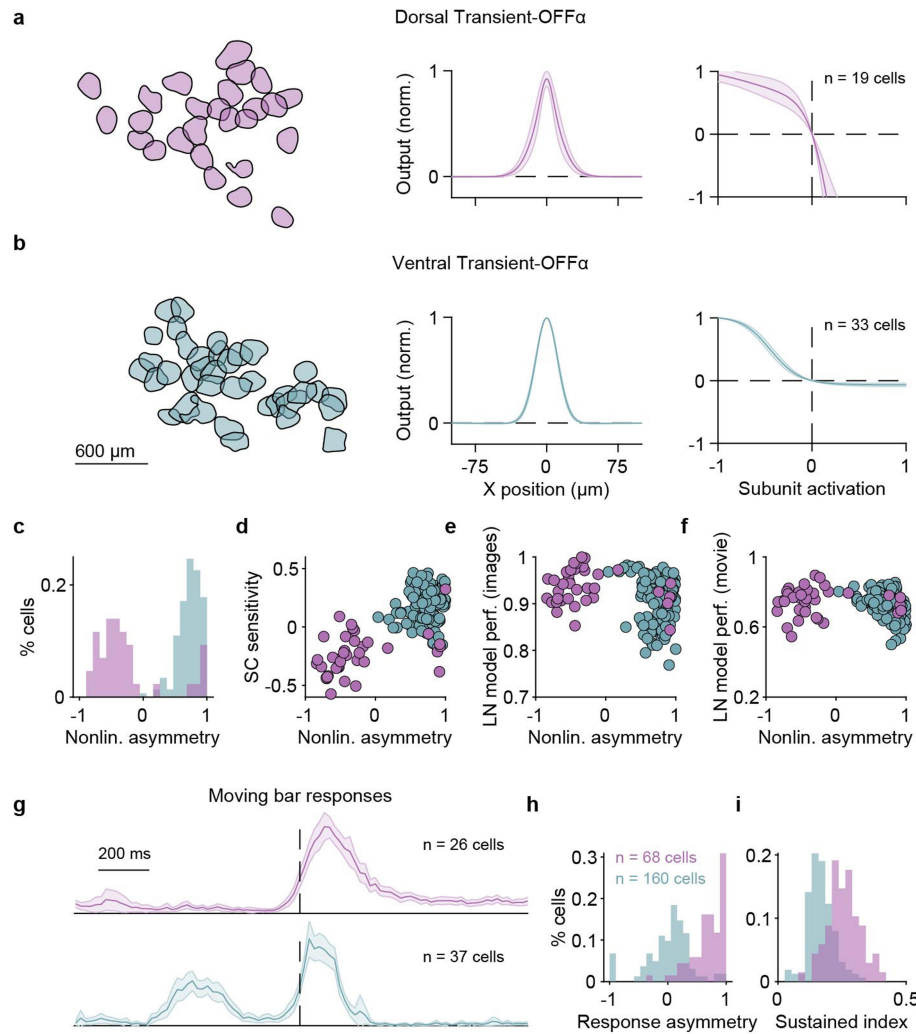 a
Dorsal Transient-OFFα
Output (norm.)
1
0
n = 19 cells
1
0
-1
b
Ventral Transient-OFFα
600 µm
Output (norm.)
1
0
-75
0
75
X position (µm)
n = 33 cells
1
0
-1
-1
0
1
Subunit activation
c
% cells
0.2
0
-1
0
1
Nonlin. asymmetry
d
SC sensitivity
0.5
0
-0.5
-1
0
1
Nonlin. asymmetry
e
LN model perf. (images)
1
0.9
0.8
0.7
-1
0
1
Nonlin. asymmetry
f
LN model perf. (movie)
1
0.6
0.2
-1
0
1
Nonlin. asymmetry
g
Moving bar responses
200 ms
n = 26 cells
n = 37 cells
h
% cells
0.3
0.2
0.1
0
n = 68 cells
n = 160 cells
-1
0
1
Response asymmetry
i
0.2
0.1
0
0
0.5
Sustained index